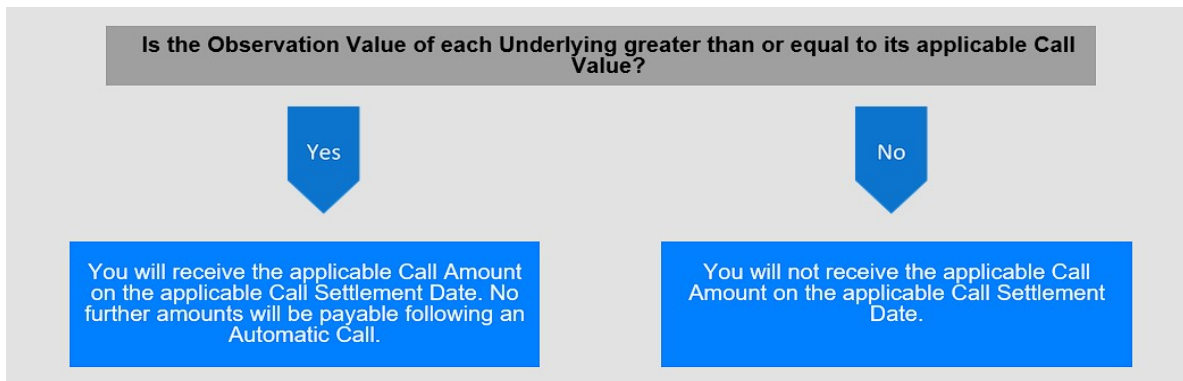 Is the Observation Value of each Underlying greater than or equal to its applicable Call
Value?
Yes
No
You will receive the applicable Call Amount
on the applicable Call Settlement Date. No
further amounts will be payable following an
Automatic Call.
You will not receive the applicable Call
Amount on the applicable Call Settlement
Date.